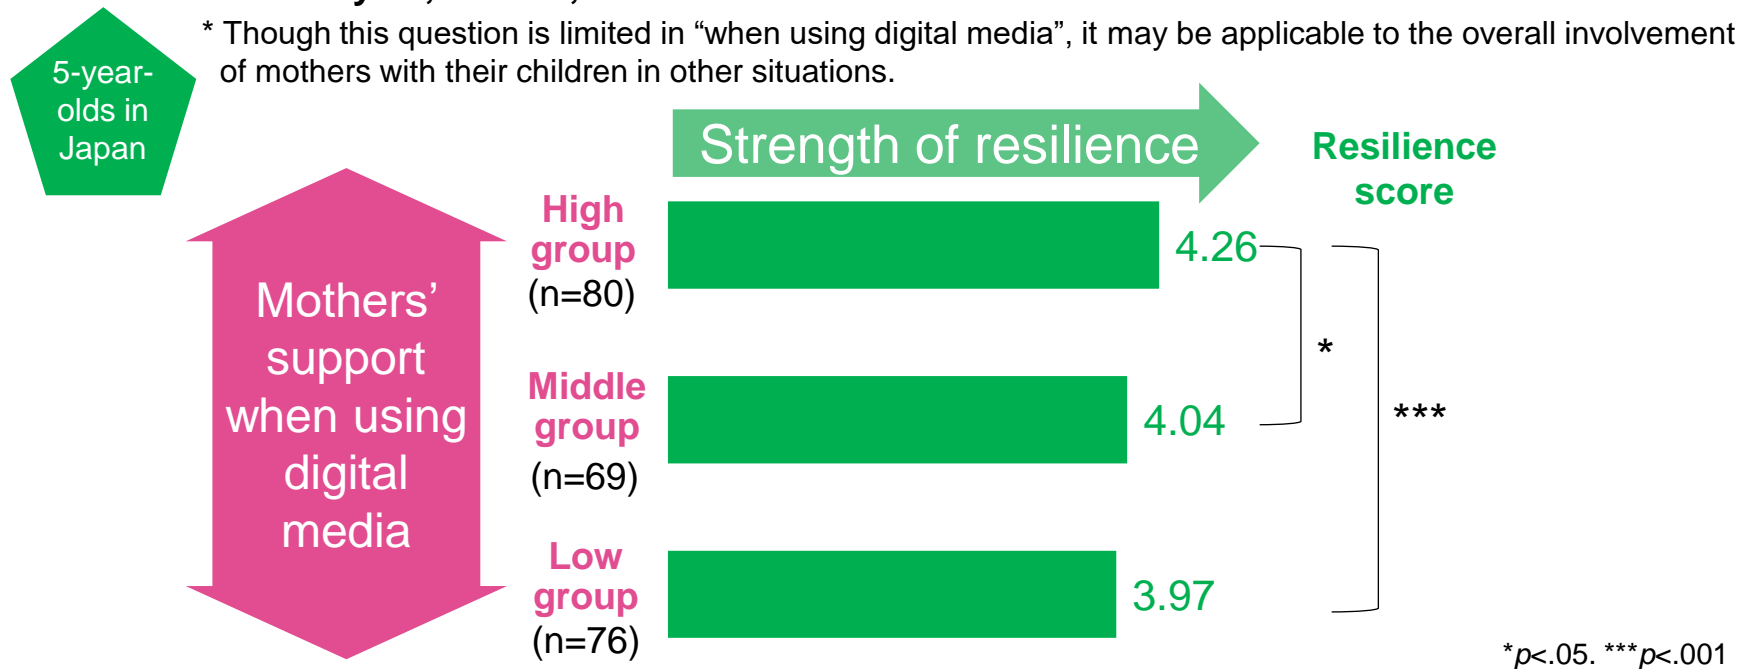 * Though this question is limited in “when using digital media”, it may be applicable to the overall involvement
of mothers with their children in other situations.
5-year-
olds in
Japan
Strength of resilience
Resilience
score
Mothers’
support
when using
digital
media
High
group
(n=80)
4.26
Middle
group
(n=69)
4.04
Low
group
(n=76)
3.97
*
***
*p<.05. ***p<.001